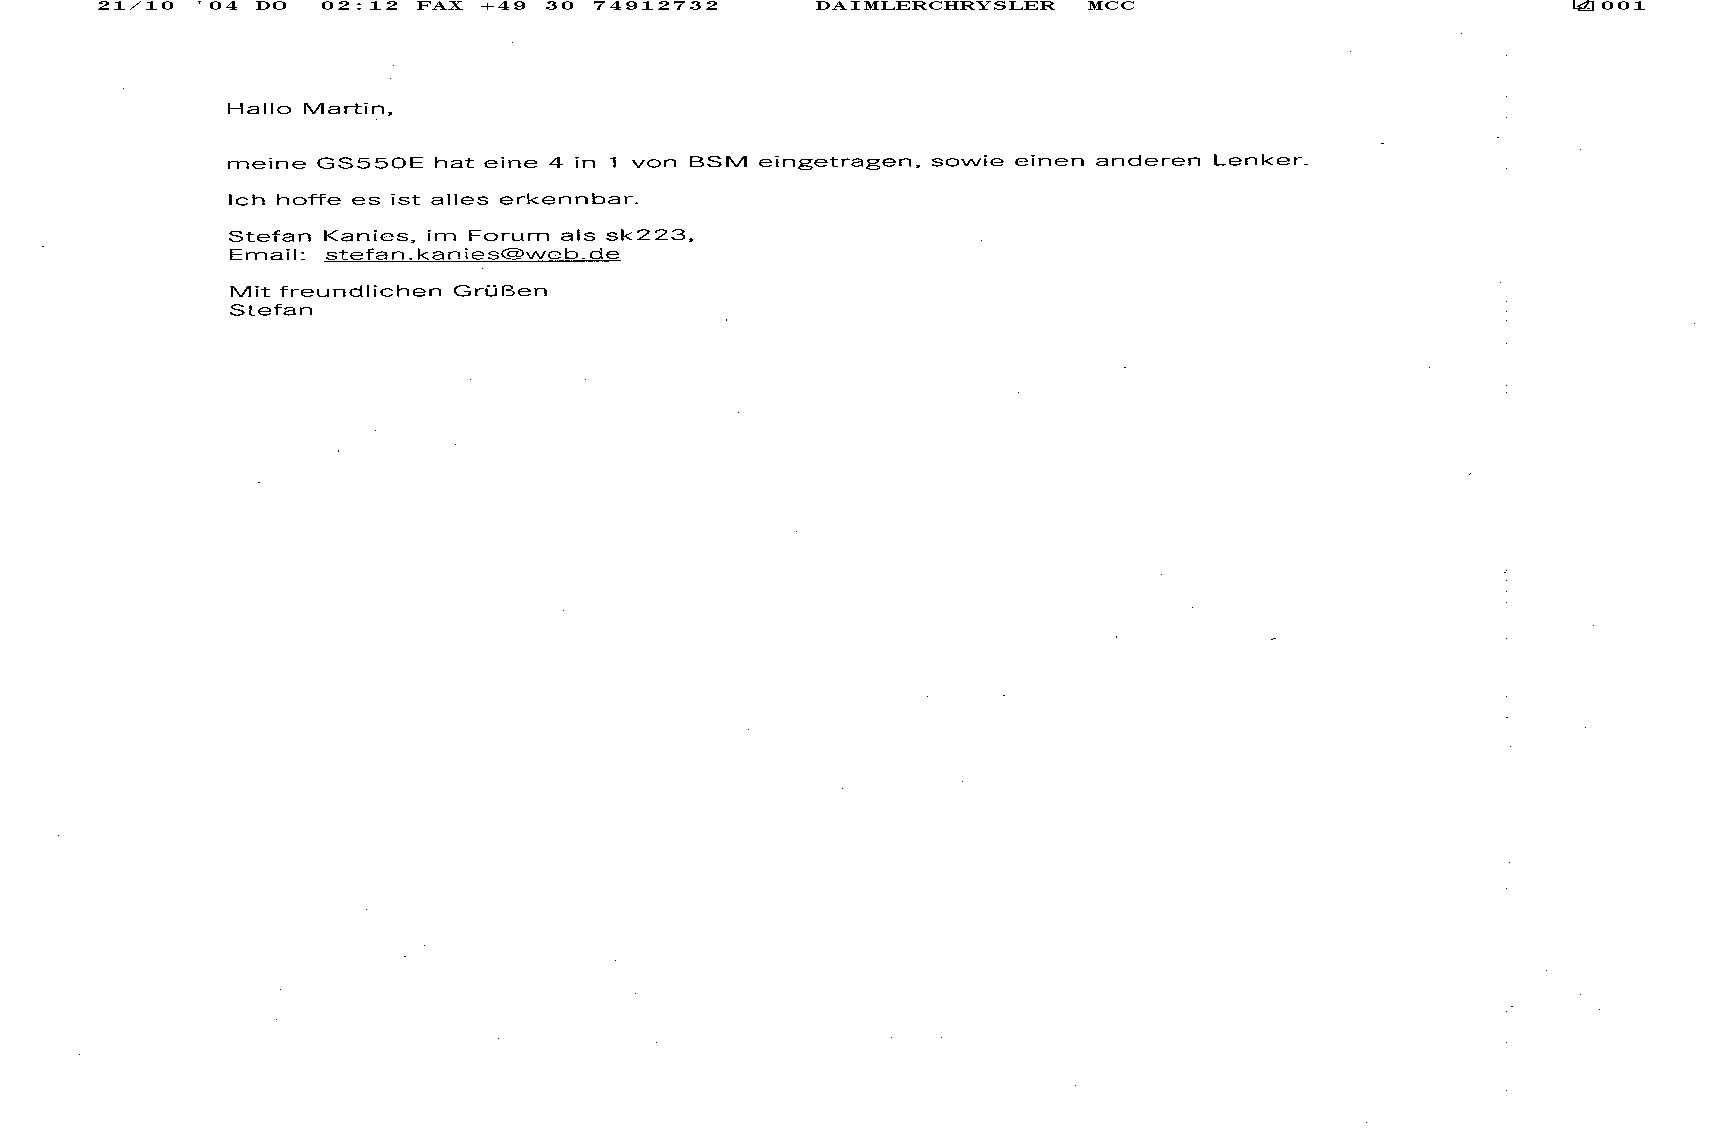 21/10 '04 DO 02:12 FAX +49 30 74912732 DAIMLERCHRYSLER MCC 001
Hallo Martin,
meine GS550E hat eine 4 in 1 von BSM eingetragen, sowie einen anderen Lenker.
Ich hoffe es ist alles erkennbar.
Stefan Kanies, im Forum als sk223,
Email: stefan.kanies@web.de
Mit freundlichen Grüßen
Stefan